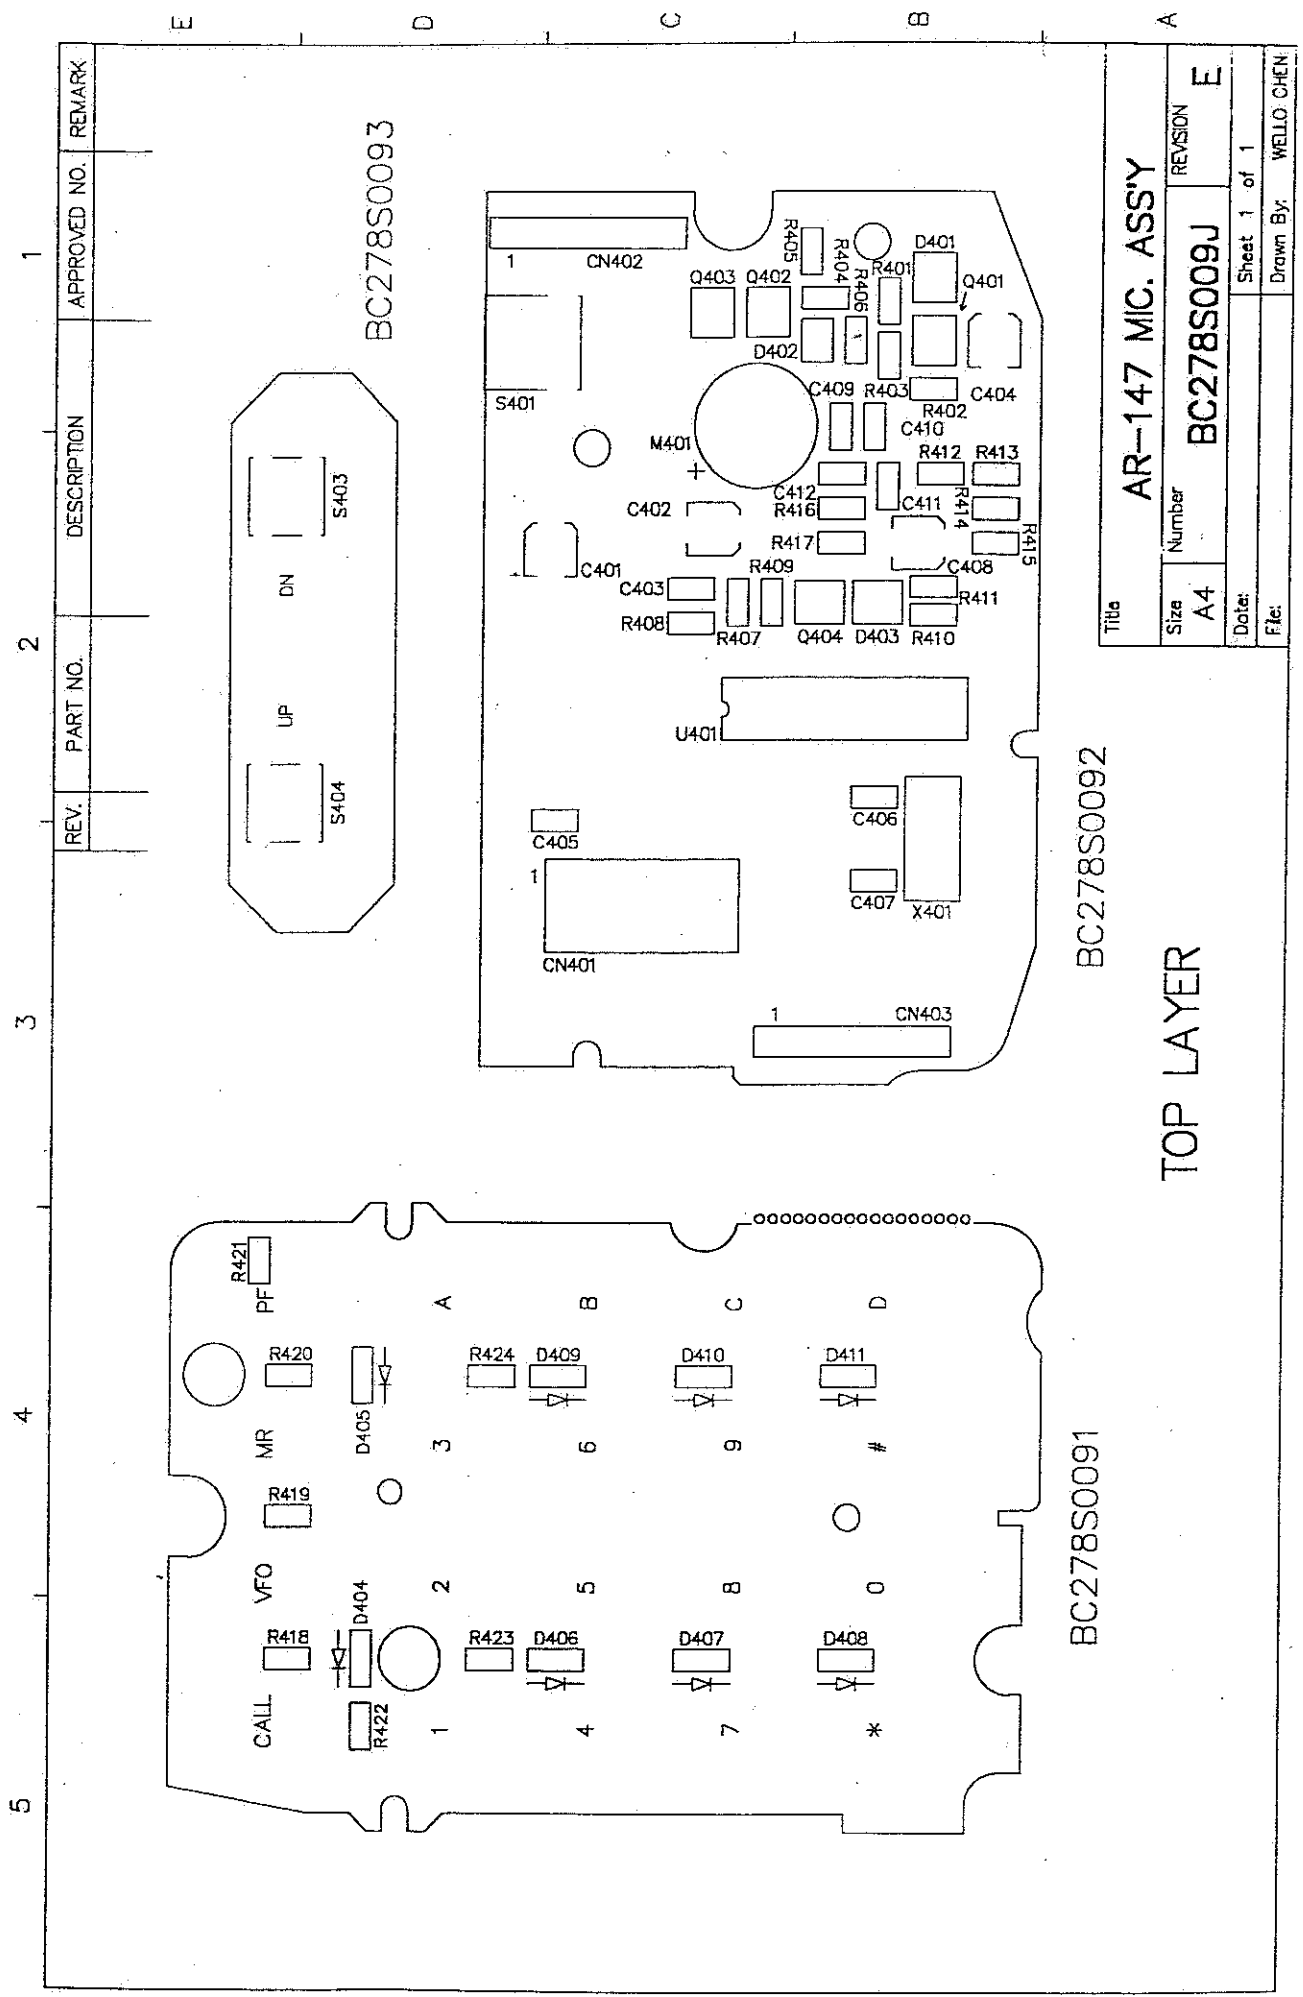 5
4
3
2
1
E
D
C
B
A
REV.
PART NO.
DESCRIPTION
APPROVED NO.
REMARK
S404
UP
DN
S403
BC278S0093
1
CN402
S401
Q403
Q402
R405
R404
R406
R401
D401
Q401
D402
C409
R403
R402
C404
C410
M401
+
C412
R412
R413
C402
R416
C411
R414
R417
R415
C401
C403
R409
C408
R411
R408
R407
Q404
D403
R410
U401
C405
1
CN401
C406
C407
X401
1
CN403
BC278S0092
R421
PF
R420
MR
R419
VFO
R418
CALL
D405
D404
R422
A
3
2
1
R424
R423
D409
D406
B
6
5
4
D410
D407
C
9
8
7
D411
D408
D
#
0
*
BC278S0091
TOP LAYER
Title
AR-147 MIC. ASS'Y
Size
A4
Number
BC278S009J
REVISION
E
Date:
Sheet 1 of 1
File:
Drawn By: WELLO CHEN